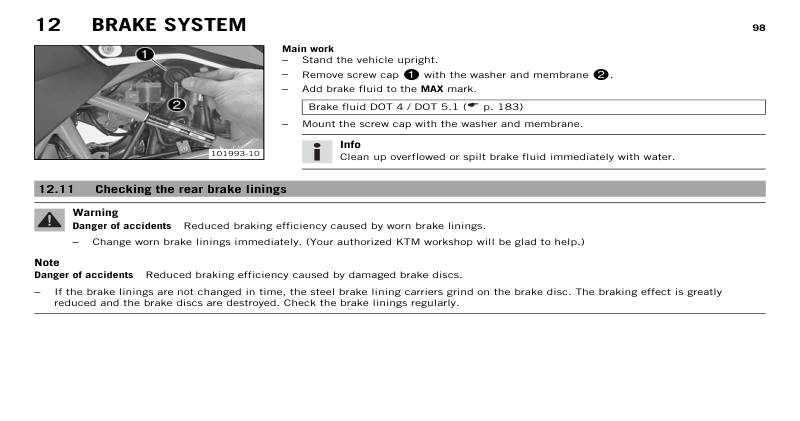 12 BRAKE SYSTEM 98
1
2
101993-10
Main work
– Stand the vehicle upright.
– Remove screw cap 1 with the washer and membrane 2.
– Add brake fluid to the MAX mark.
Brake fluid DOT 4 / DOT 5.1 (☛ p. 183)
– Mount the screw cap with the washer and membrane.
Info
Clean up overflowed or spilt brake fluid immediately with water.
12.11 Checking the rear brake linings
Warning
Danger of accidents Reduced braking efficiency caused by worn brake linings.
– Change worn brake linings immediately. (Your authorized KTM workshop will be glad to help.)
Note
Danger of accidents Reduced braking efficiency caused by damaged brake discs.
– If the brake linings are not changed in time, the steel brake lining carriers grind on the brake disc. The braking effect is greatly
reduced and the brake discs are destroyed. Check the brake linings regularly.